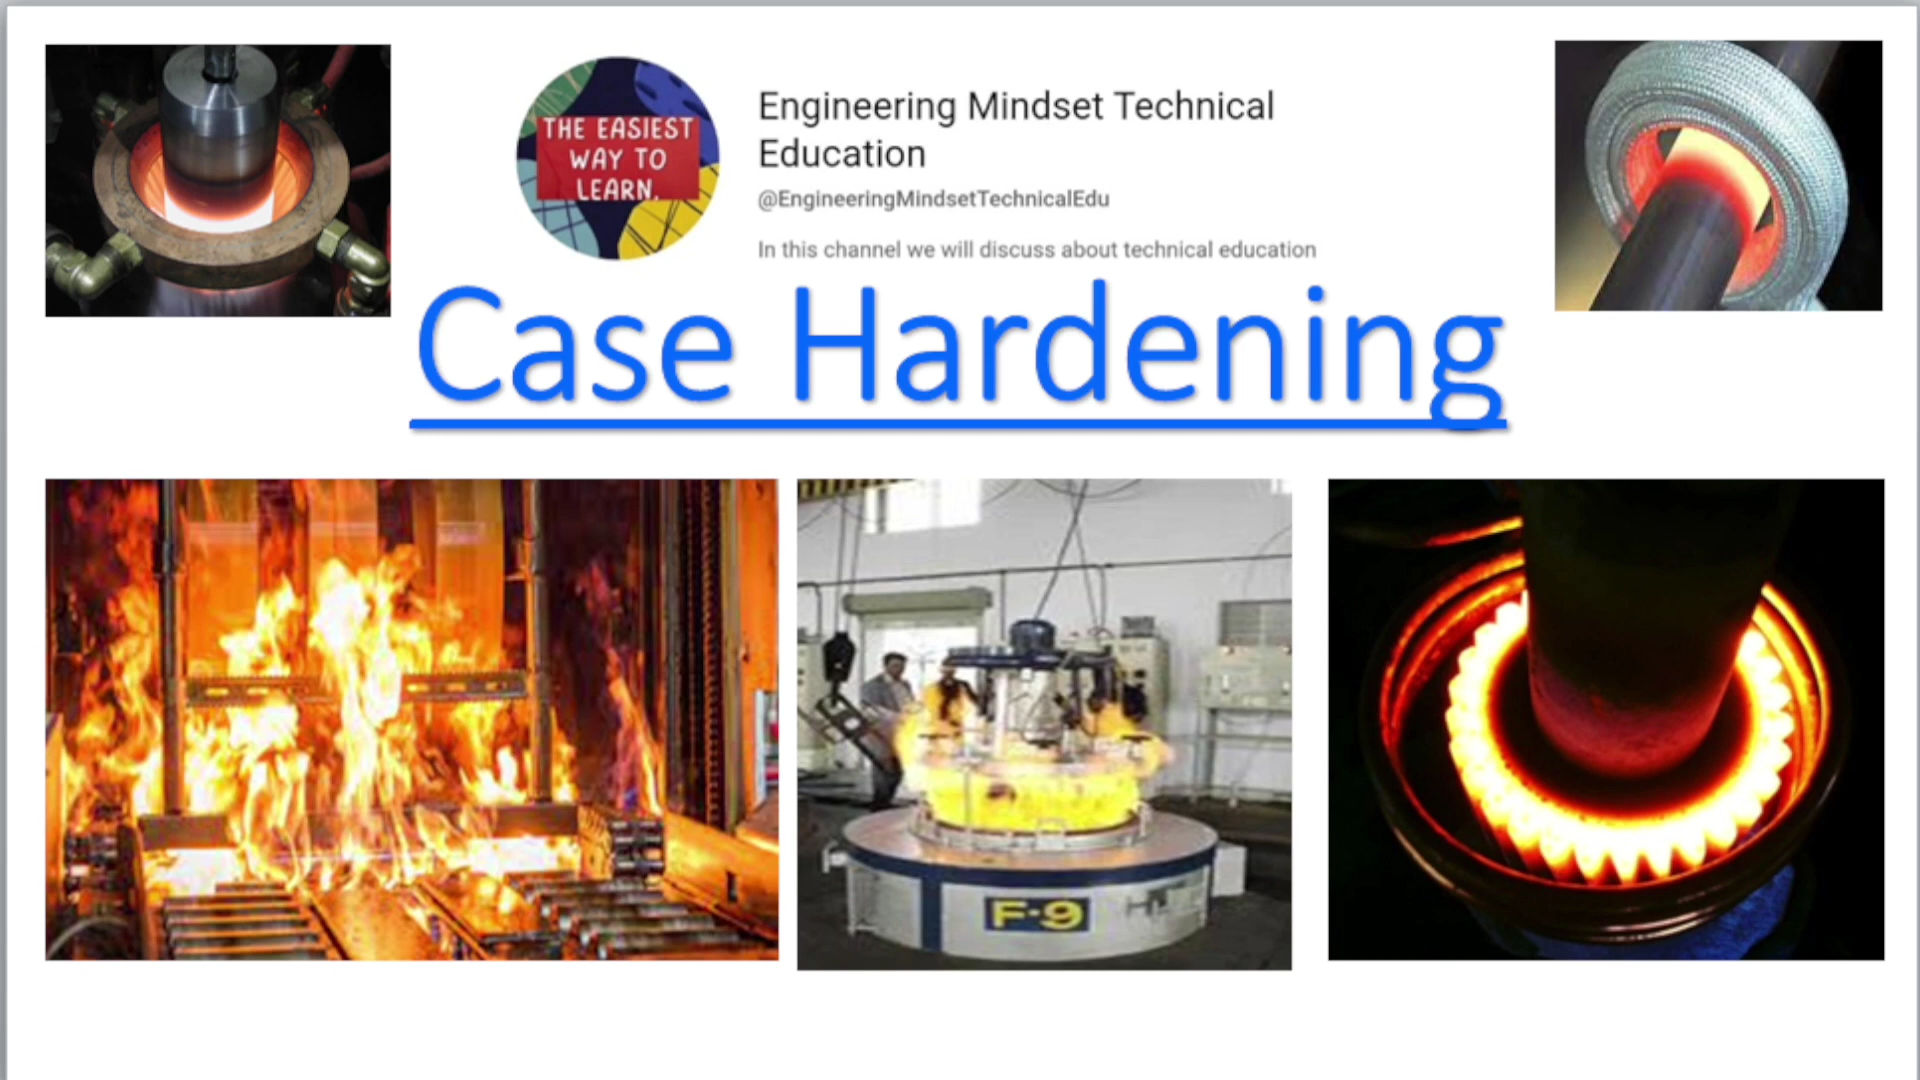 THE EASIEST
WAY TO
LEARN.
Engineering Mindset Technical
Education
@EngineeringMindsetTechnicalEdu
In this channel we will discuss about technical education
Case Hardening
F-9